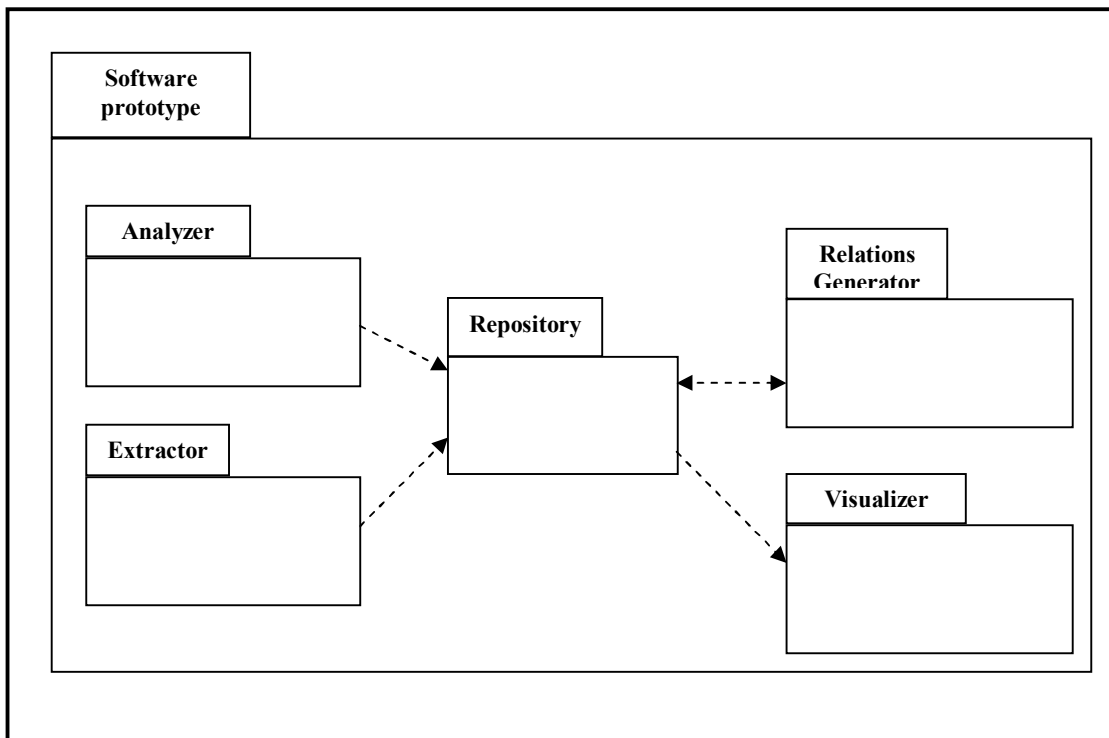 Software
prototype
Analyzer
Relations
Generator
Repository
Extractor
Visualizer